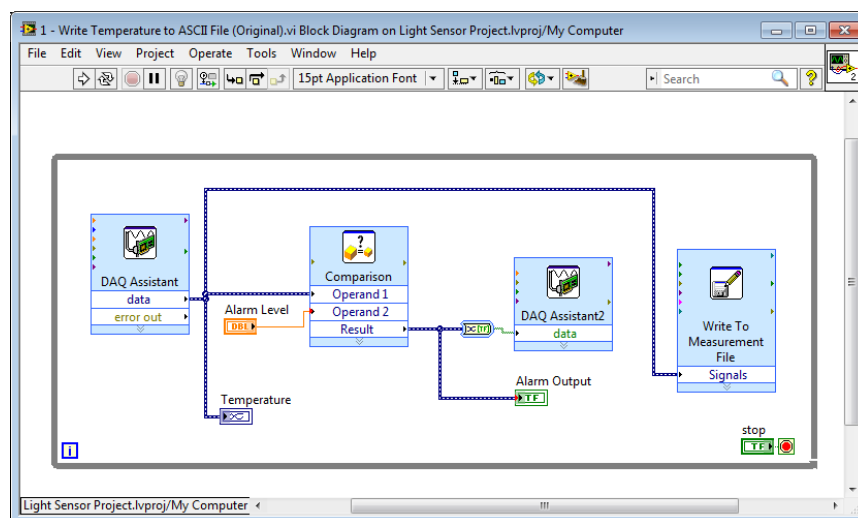 1 - Write Temperature to ASCII File (Original).vi Block Diagram on Light Sensor Project.lvproj/My Computer
File Edit View Project Operate Tools Window Help
15pt Application Font
Search
?
2
DAQ Assistant
data
error out
Alarm Level
DBL
?
Comparison
Operand 1
Operand 2
Result
TF
DAQ Assistant2
data
Write To
Measurement
File
Signals
Temperature
Alarm Output
TF
stop
TF
i
Light Sensor Project.lvproj/My Computer